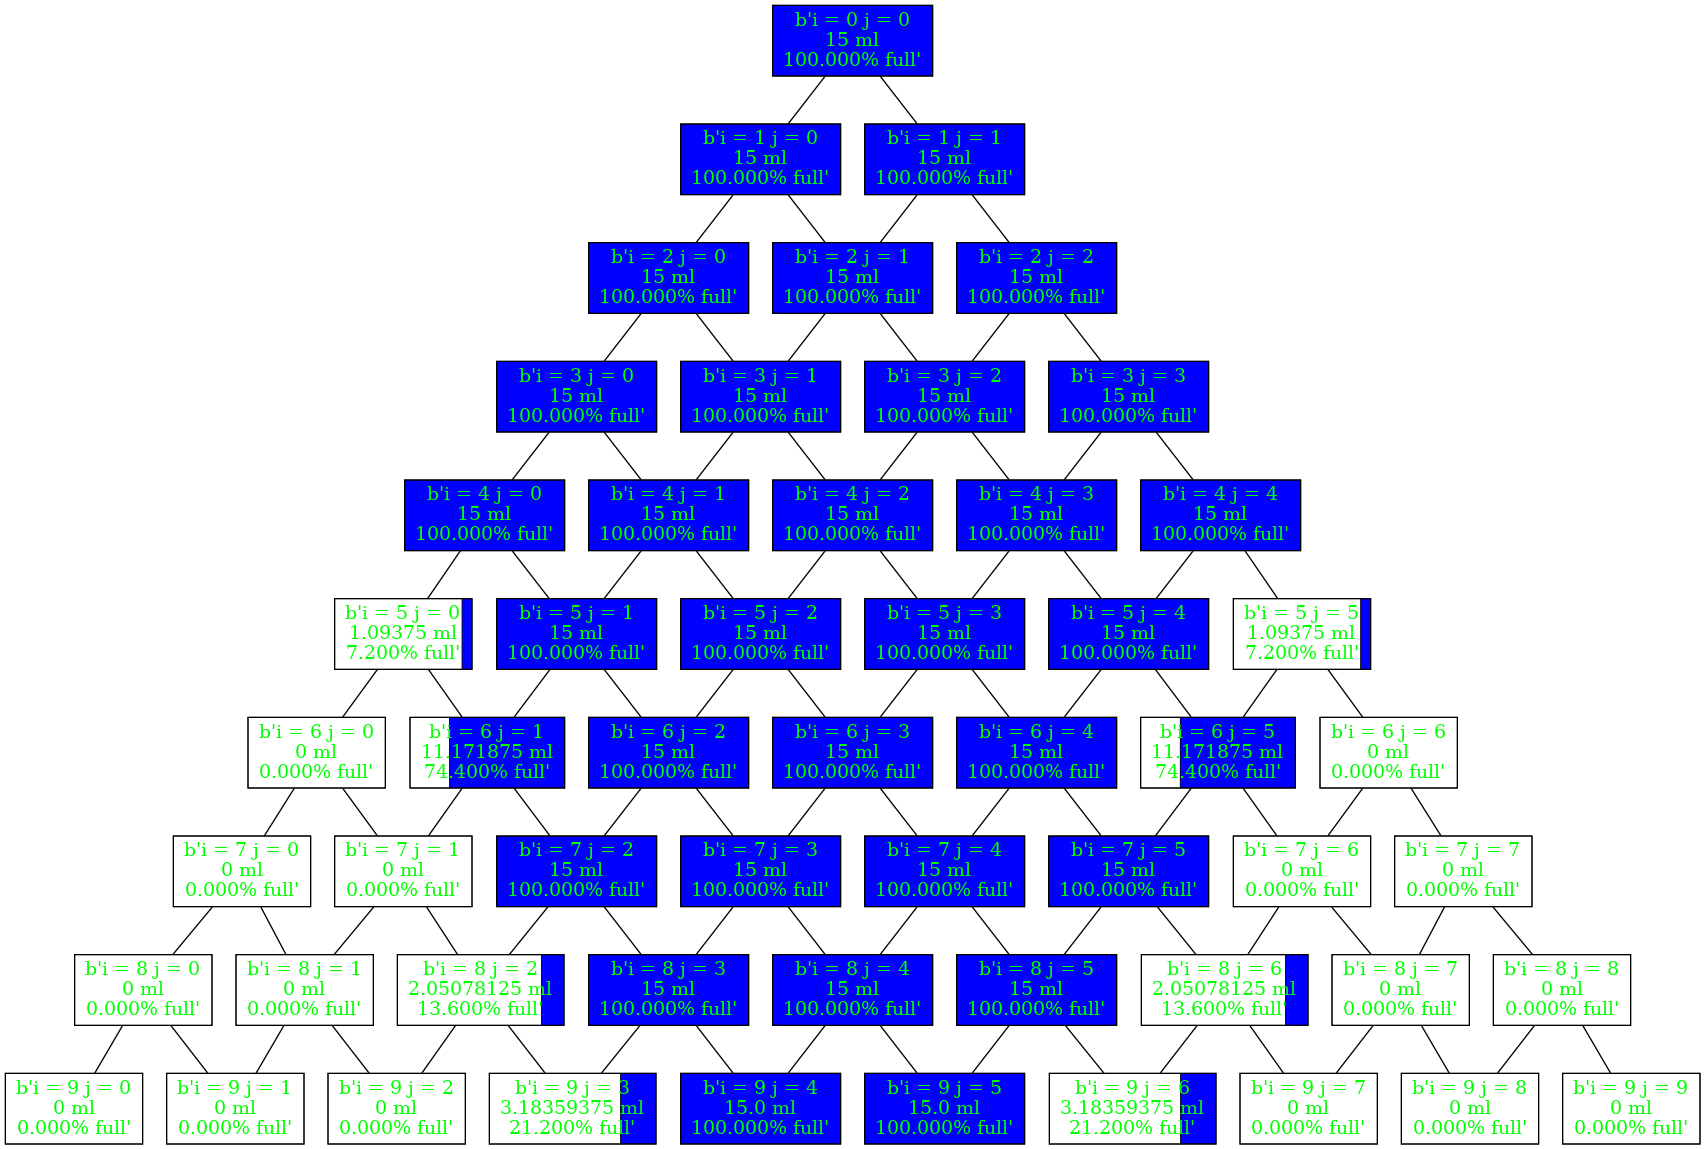 b'i = 0 j = 0
15 ml
100.000% full'
b'i = 1 j = 0
15 ml
100.000% full'
b'i = 1 j = 1
15 ml
100.000% full'
b'i = 2 j = 0
15 ml
100.000% full'
b'i = 2 j = 1
15 ml
100.000% full'
b'i = 2 j = 2
15 ml
100.000% full'
b'i = 3 j = 0
15 ml
100.000% full'
b'i = 3 j = 1
15 ml
100.000% full'
b'i = 3 j = 2
15 ml
100.000% full'
b'i = 3 j = 3
15 ml
100.000% full'
b'i = 4 j = 0
15 ml
100.000% full'
b'i = 4 j = 1
15 ml
100.000% full'
b'i = 4 j = 2
15 ml
100.000% full'
b'i = 4 j = 3
15 ml
100.000% full'
b'i = 4 j = 4
15 ml
100.000% full'
b'i = 5 j = 0
1.09375 ml
7.200% full'
b'i = 5 j = 1
15 ml
100.000% full'
b'i = 5 j = 2
15 ml
100.000% full'
b'i = 5 j = 3
15 ml
100.000% full'
b'i = 5 j = 4
15 ml
100.000% full'
b'i = 5 j = 5
1.09375 ml
7.200% full'
b'i = 6 j = 0
0 ml
0.000% full'
b'i = 6 j = 1
11.171875 ml
74.400% full'
b'i = 6 j = 2
15 ml
100.000% full'
b'i = 6 j = 3
15 ml
100.000% full'
b'i = 6 j = 4
15 ml
100.000% full'
b'i = 6 j = 5
11.171875 ml
74.400% full'
b'i = 6 j = 6
0 ml
0.000% full'
b'i = 7 j = 0
0 ml
0.000% full'
b'i = 7 j = 1
0 ml
0.000% full'
b'i = 7 j = 2
15 ml
100.000% full'
b'i = 7 j = 3
15 ml
100.000% full'
b'i = 7 j = 4
15 ml
100.000% full'
b'i = 7 j = 5
15 ml
100.000% full'
b'i = 7 j = 6
0 ml
0.000% full'
b'i = 7 j = 7
0 ml
0.000% full'
b'i = 8 j = 0
0 ml
0.000% full'
b'i = 8 j = 1
0 ml
0.000% full'
b'i = 8 j = 2
2.05078125 ml
13.600% full'
b'i = 8 j = 3
15 ml
100.000% full'
b'i = 8 j = 4
15 ml
100.000% full'
b'i = 8 j = 5
15 ml
100.000% full'
b'i = 8 j = 6
2.05078125 ml
13.600% full'
b'i = 8 j = 7
0 ml
0.000% full'
b'i = 8 j = 8
0 ml
0.000% full'
b'i = 9 j = 0
0 ml
0.000% full'
b'i = 9 j = 1
0 ml
0.000% full'
b'i = 9 j = 2
0 ml
0.000% full'
b'i = 9 j = 3
3.18359375 ml
21.200% full'
b'i = 9 j = 4
15.0 ml
100.000% full'
b'i = 9 j = 5
15.0 ml
100.000% full'
b'i = 9 j = 6
3.18359375 ml
21.200% full'
b'i = 9 j = 7
0 ml
0.000% full'
b'i = 9 j = 8
0 ml
0.000% full'
b'i = 9 j = 9
0 ml
0.000% full'